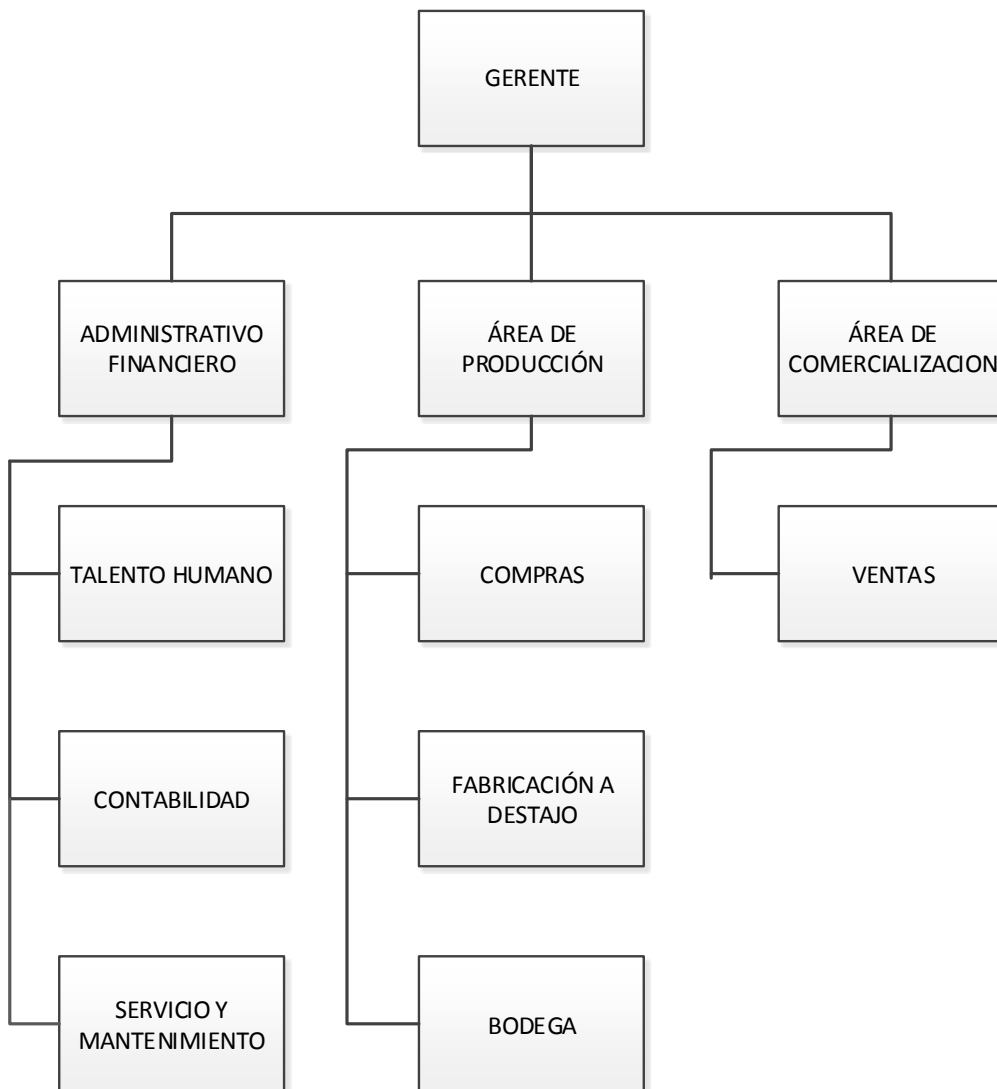 GERENTE
ADMINISTRATIVO
FINANCIERO
ÁREA DE
PRODUCCIÓN
ÁREA DE
COMERCIALIZACION
TALENTO HUMANO
COMPRAS
VENTAS
CONTABILIDAD
FABRICACIÓN A
DESTAJO
SERVICIO Y
MANTENIMIENTO
BODEGA